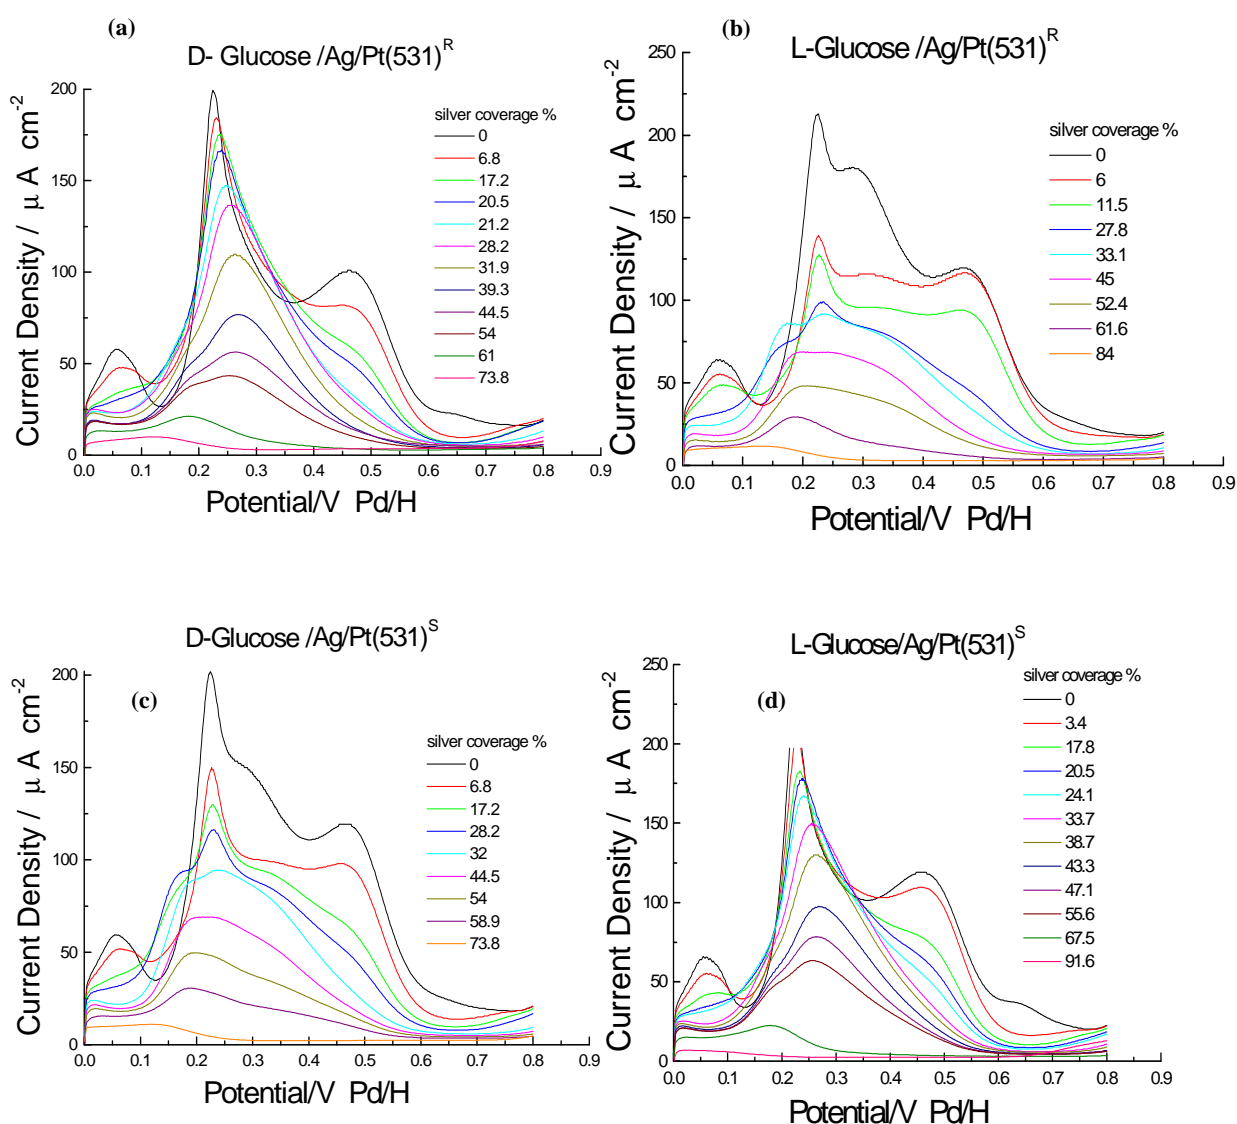 (a)
D- Glucose /Ag/Pt(531)^R
Current Density / μ A cm^-2
200
150
100
50
0
0.0 0.1 0.2 0.3 0.4 0.5 0.6 0.7 0.8 0.9
Potential/V Pd/H
silver coverage %
0
6.8
17.2
20.5
21.2
28.2
31.9
39.3
44.5
54
61
73.8
(b)
L-Glucose /Ag/Pt(531)^R
Current Density / μ A cm^-2
250
200
150
100
50
0
0.0 0.1 0.2 0.3 0.4 0.5 0.6 0.7 0.8 0.9
Potential/V Pd/H
silver coverage %
0
6
11.5
27.8
33.1
45
52.4
61.6
84
D-Glucose /Ag/Pt(531)^S
(c)
Current Density / μ A cm^-2
200
150
100
50
0
0.0 0.1 0.2 0.3 0.4 0.5 0.6 0.7 0.8 0.9
Potential/V Pd/H
silver coverage %
0
6.8
17.2
28.2
32
44.5
54
58.9
73.8
L-Glucose/Ag/Pt(531)^S
(d)
Current Density / μ A cm^-2
250
200
150
100
50
0
0.0 0.1 0.2 0.3 0.4 0.5 0.6 0.7 0.8 0.9
Potential/V Pd/H
silver coverage %
0
3.4
17.8
20.5
24.1
33.7
38.7
43.3
47.1
55.6
67.5
91.6